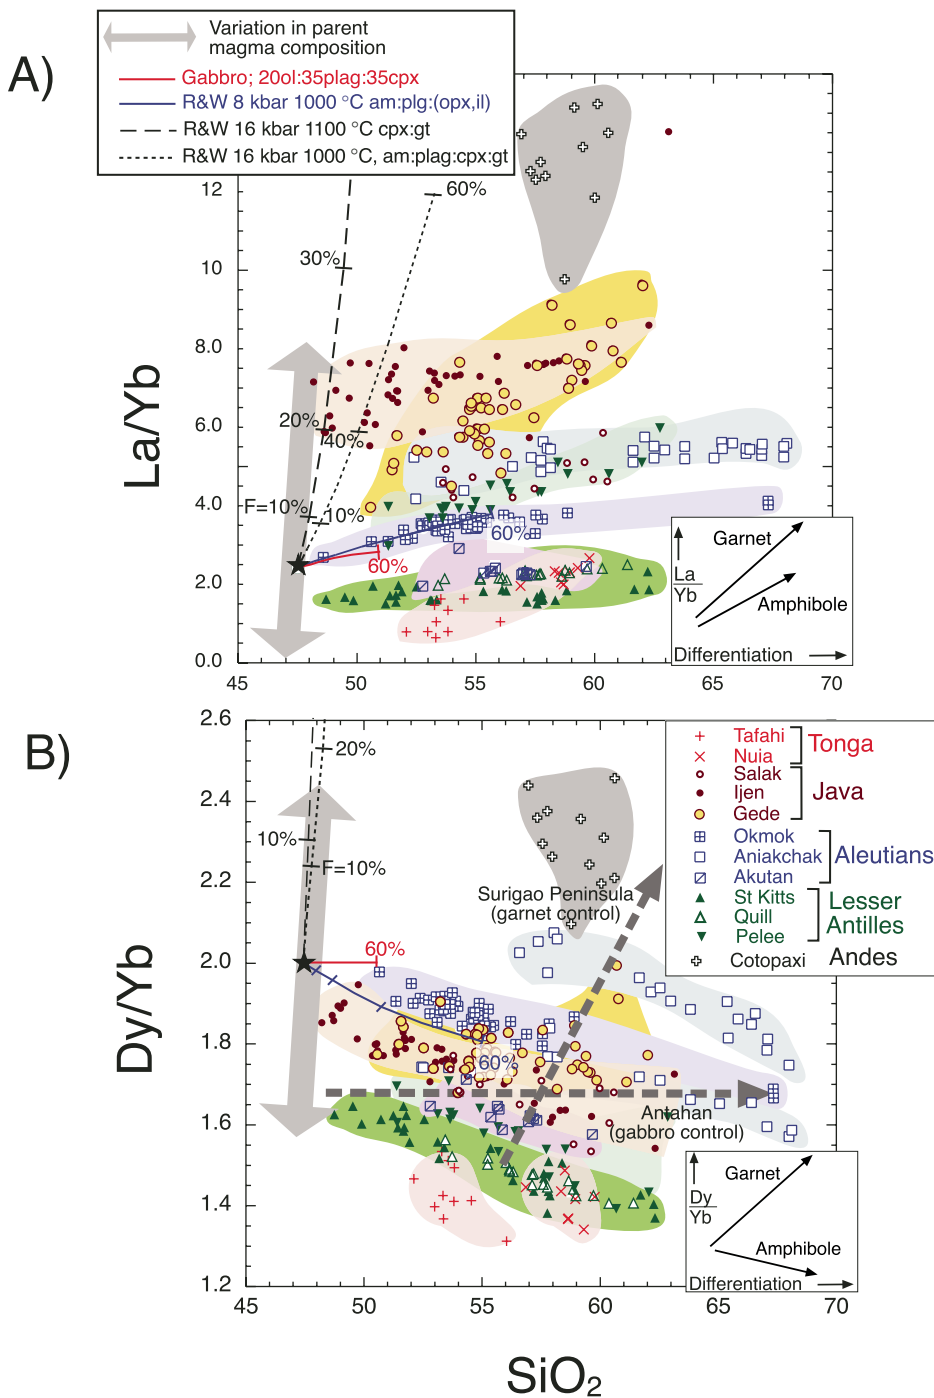 A)
Variation in parent
magma composition
Gabbro; 20ol:35plag:35cpx
R&W 8 kbar 1000 °C am:plg:(opx,il)
R&W 16 kbar 1100 °C cpx:gt
R&W 16 kbar 1000 °C, am:plag:cpx:gt
La/Yb
12
10
8.0
6.0
4.0
2.0
0.0
60%
30%
20%
40%
F=10%
10%
60%
60%
Garnet
La
Yb
Amphibole
Differentiation
45
50
55
60
65
70
B)
Dy/Yb
2.6
2.4
2.2
2.0
1.8
1.6
1.4
1.2
20%
10%
F=10%
60%
60%
Surigao Peninsula
(garnet control)
Anatahan
(gabbro control)
Tafahi
Nuia
Tonga
Salak
Ijen
Gede
Java
Okmok
Aniakchak
Akutan
Aleutians
St Kitts
Quill
Pelee
Lesser
Antilles
Cotopaxi
Andes
Garnet
Dy
Yb
Amphibole
Differentiation
45
50
55
60
65
70
SiO₂